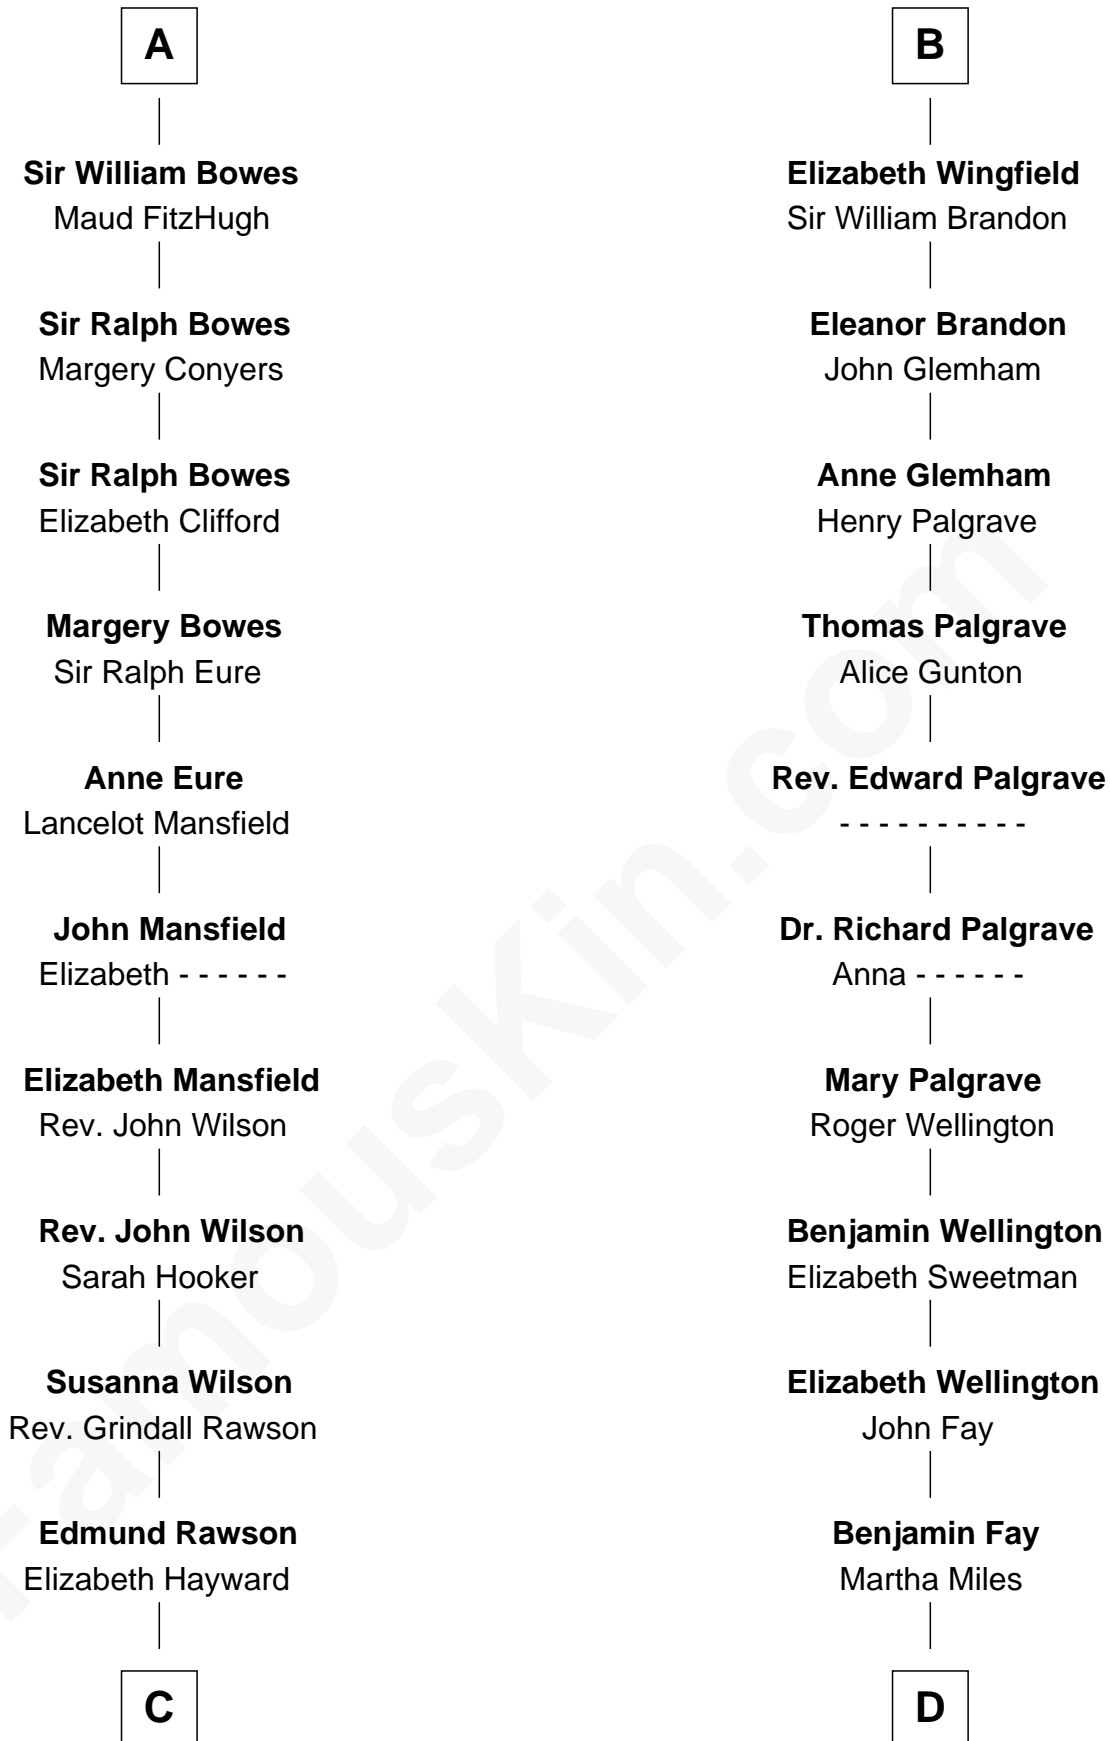 A
Sir William Bowes
Maud FitzHugh
Sir Ralph Bowes
Margery Conyers
Sir Ralph Bowes
Elizabeth Clifford
Margery Bowes
Sir Ralph Eure
Anne Eure
Lancelot Mansfield
John Mansfield
Elizabeth - - - - - -
Elizabeth Mansfield
Rev. John Wilson
Rev. John Wilson
Sarah Hooker
Susanna Wilson
Rev. Grindall Rawson
Edmund Rawson
Elizabeth Hayward
C
B
Elizabeth Wingfield
Sir William Brandon
Eleanor Brandon
John Glemham
Anne Glemham
Henry Palgrave
Thomas Palgrave
Alice Gunton
Rev. Edward Palgrave
- - - - - - - - - -
Dr. Richard Palgrave
Anna - - - - - -
Mary Palgrave
Roger Wellington
Benjamin Wellington
Elizabeth Sweetman
Elizabeth Wellington
John Fay
Benjamin Fay
Martha Miles
D
FamousKin.com